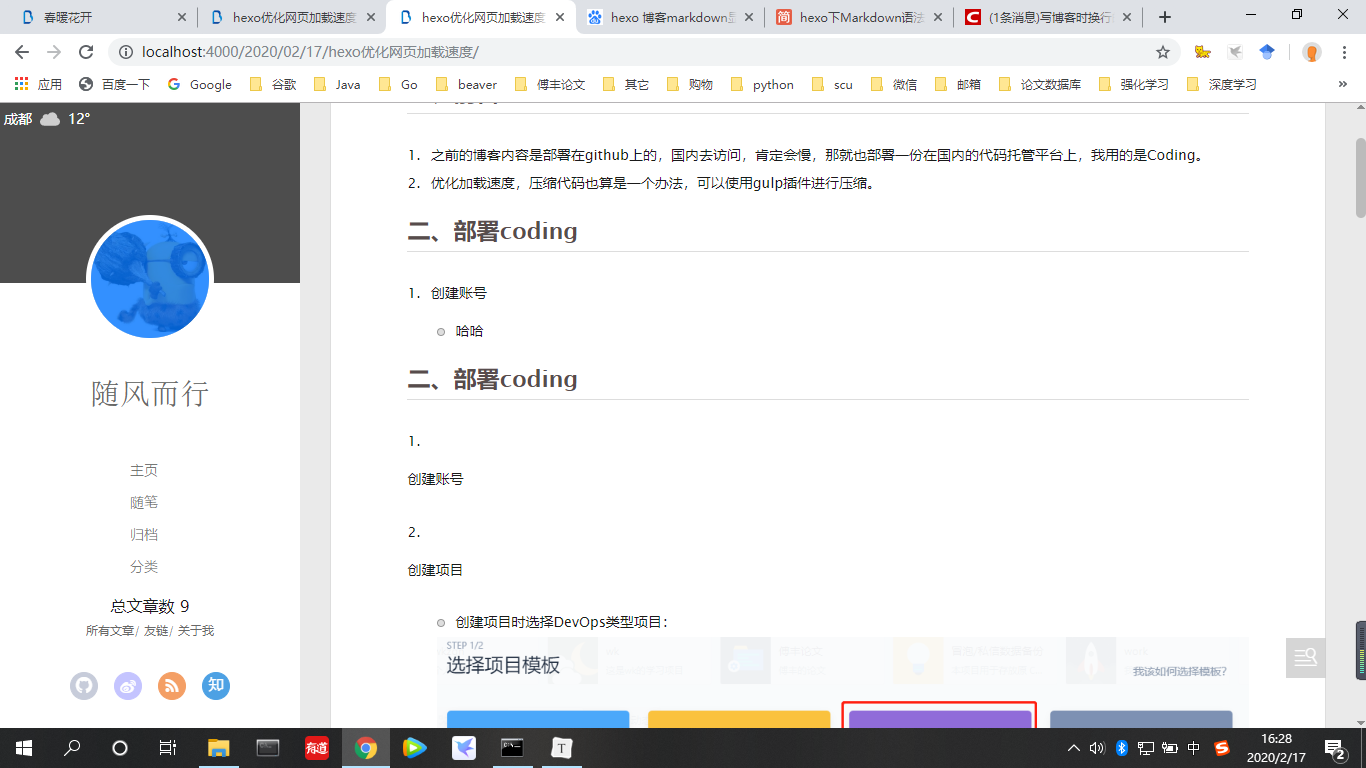 春暖花开
hexo优化网页加载速度
hexo优化网页加载速度
hexo 博客markdown显
hexo下Markdown语法
(1条消息)写博客时换行
localhost:4000/2020/02/17/hexo优化网页加载速度/
应用 百度一下 Google 谷歌 Java Go beaver 傅丰论文 其它 购物 python scu 微信 邮箱 论文数据库 强化学习 深度学习 »
成都 12°
随风而行
主页
随笔
归档
分类
总文章数 9
所有文章/ 友链/ 关于我
知
1. 之前的博客内容是部署在github上的，国内去访问，肯定会慢，那就也部署一份在国内的代码托管平台上，我用的是Coding。
2. 优化加载速度，压缩代码也算是一个办法，可以使用gulp插件进行压缩。
二、部署coding
1. 创建账号
哈哈
二、部署coding
1.
创建账号
2.
创建项目
创建项目时选择DevOps类型项目：
STEP 1/2
选择项目模板
我该如何选择模板？
有道
T
中
S
16:28
2020/2/17
2